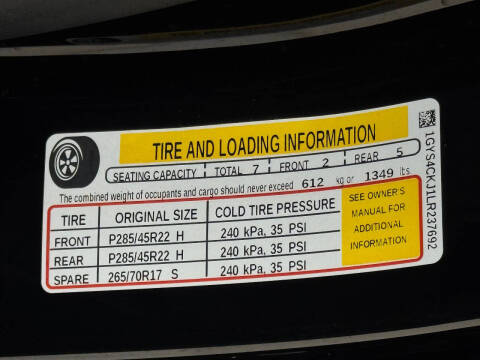 TIRE AND LOADING INFORMATION
SEATING CAPACITY TOTAL 7 FRONT 2 REAR 5
The combined weight of occupants and cargo should never exceed 612 kg or 1349 lbs
TIRE ORIGINAL SIZE COLD TIRE PRESSURE
FRONT P285/45R22 H 240 kPa, 35 PSI
REAR P285/45R22 H 240 kPa, 35 PSI
SPARE 265/70R17 S 240 kPa, 35 PSI
SEE OWNER'S
MANUAL FOR
ADDITIONAL
INFORMATION
1GYS4CKJ1LR237692